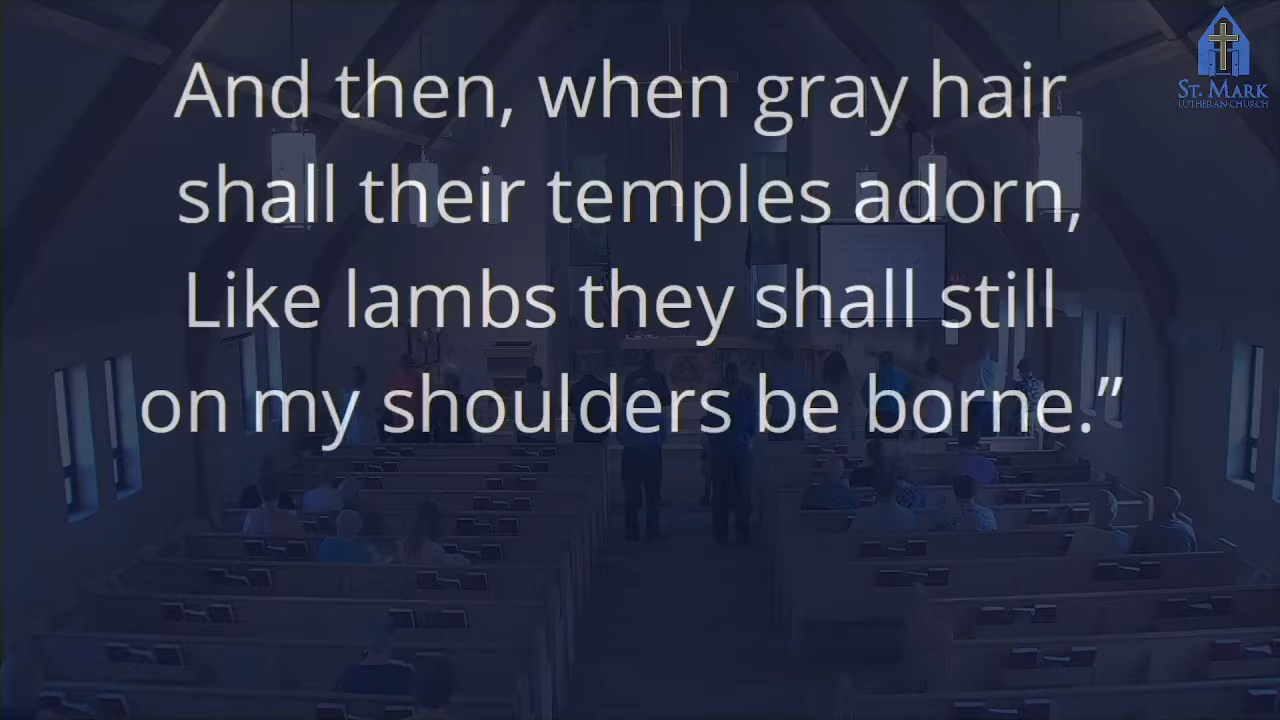 And then, when gray hair
shall their temples adorn,
Like lambs they shall still
on my shoulders be borne.”
St. Mark
Lutheran Church